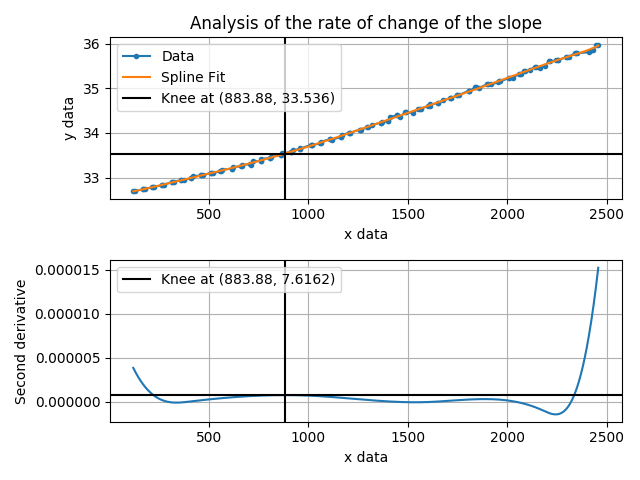 Analysis of the rate of change of the slope
36
35
34
33
y data
Data
Spline Fit
Knee at (883.88, 33.536)
500
1000
1500
2000
2500
x data
0.000015
0.000010
0.000005
0.000000
Second derivative
Knee at (883.88, 7.6162)
500
1000
1500
2000
2500
x data